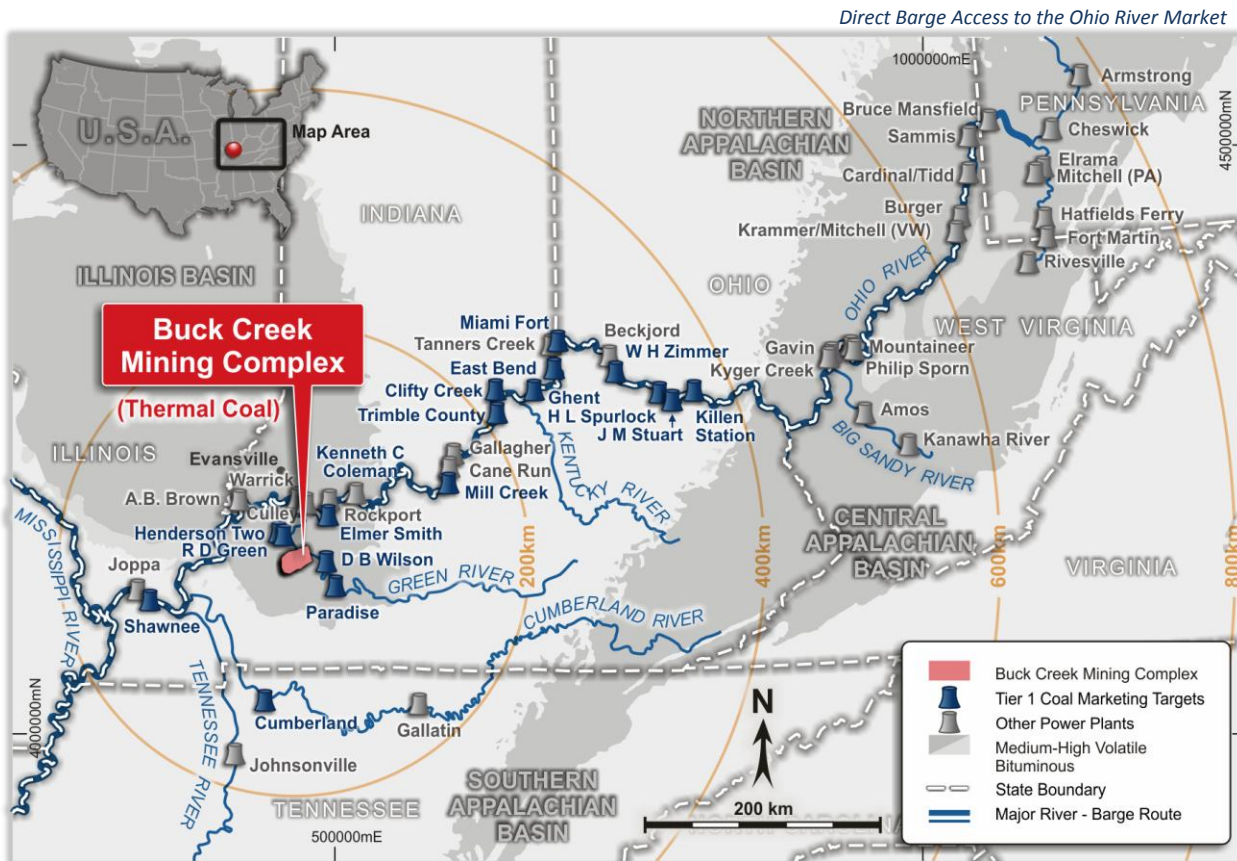 Direct Barge Access to the Ohio River Market
1000000mE
Armstrong
PENNSYLVANIA
Bruce Mansfield
Cheswick
Sammis
4500000mN
U.S.A.
Map Area
NORTHERN
APPALACHIAN
BASIN
Cardinal/Tidd
Elrama
Mitchell (PA)
INDIANA
Burger
Hatfields Ferry
Krammer/Mitchell (VW)
Fort Martin
Rivesville
ILLINOIS BASIN
OHIO
OHIO RIVER
WEST VIRGINIA
Buck Creek
Mining Complex
(Thermal Coal)
Miami Fort
Tanners Creek
Beckjord
W H Zimmer
Gavin
Mountaineer
Kyger Creek
Philip Sporn
East Bend
Clifty Creek
Ghent
Trimble County
H L Spurlock
J M Stuart
Killen
Station
Amos
Kanawha River
BIG SANDY RIVER
KENTUCKY RIVER
ILLINOIS
Evansville
Warrick
Kenneth C
Coleman
Gallagher
Cane Run
Mill Creek
A.B. Brown
Culley
Rockport
Henderson Two
Elmer Smith
R D Green
D B Wilson
MISSISSIPPI RIVER
Joppa
GREEN RIVER
Paradise
Shawnee
CUMBERLAND RIVER
200km
400km
600km
800km
CENTRAL
APPALACHIAN
BASIN
VIRGINIA
TENNESSEE RIVER
Cumberland
Gallatin
Johnsonville
4000000mN
SOUTHERN
APPALACHIAN
BASIN
TENNESSEE
500000mE
N
200 km
Buck Creek Mining Complex
Tier 1 Coal Marketing Targets
Other Power Plants
Medium-High Volatile
Bituminous
State Boundary
Major River - Barge Route